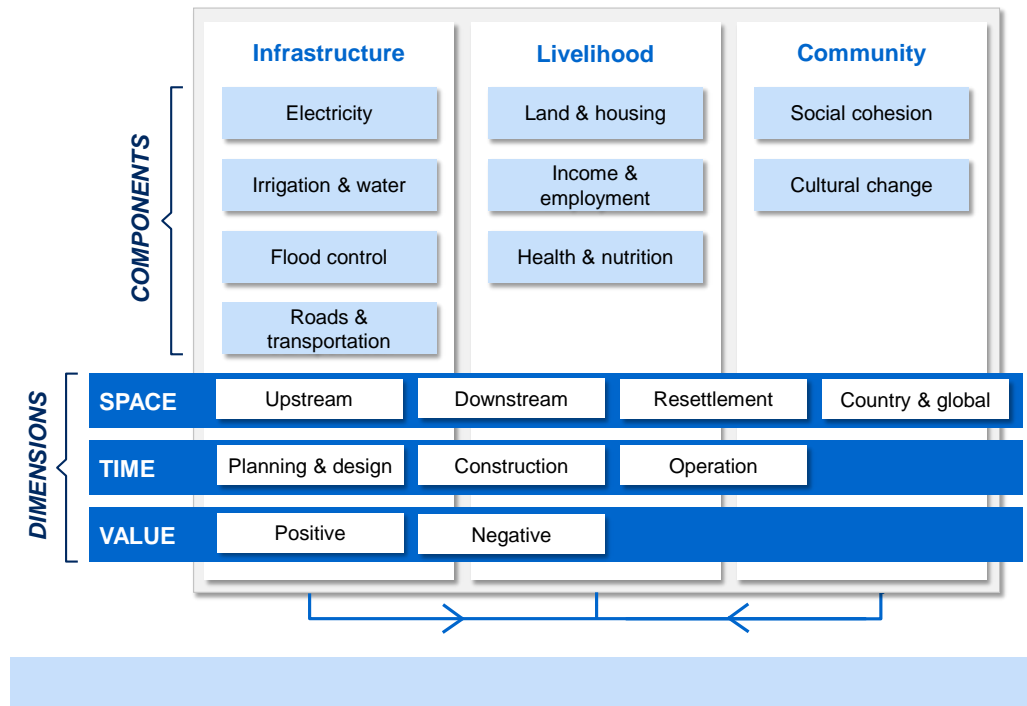 Infrastructure
Livelihood
Community
COMPONENTS
Electricity
Land & housing
Social cohesion
Irrigation & water
Income &
employment
Cultural change
Flood control
Health & nutrition
Roads &
transportation
DIMENSIONS
SPACE
Upstream
Downstream
Resettlement
Country & global
TIME
Planning & design
Construction
Operation
VALUE
Positive
Negative